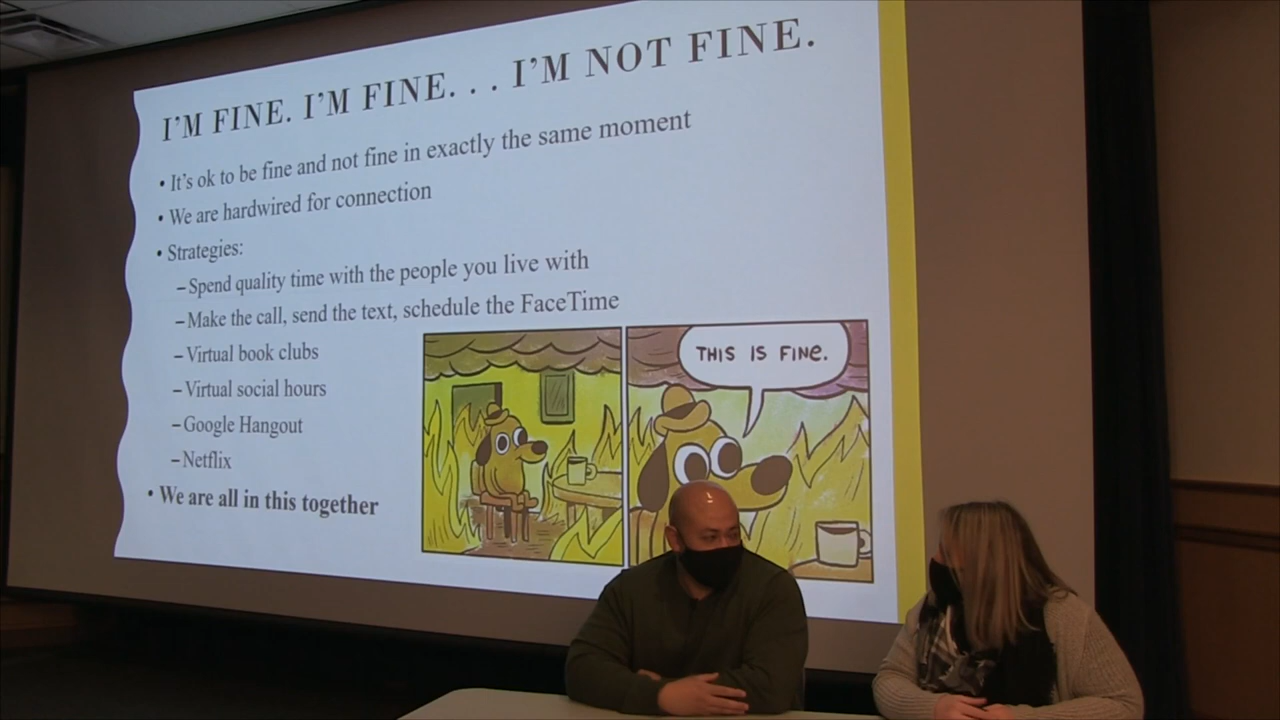 I'M FINE. I'M FINE. . . I'M NOT FINE.
• It's ok to be fine and not fine in exactly the same moment
• We are hardwired for connection
• Strategies:
– Spend quality time with the people you live with
– Make the call, send the text, schedule the FaceTime
– Virtual book clubs
– Virtual social hours
– Google Hangout
– Netflix
• We are all in this together
THIS IS FINE.